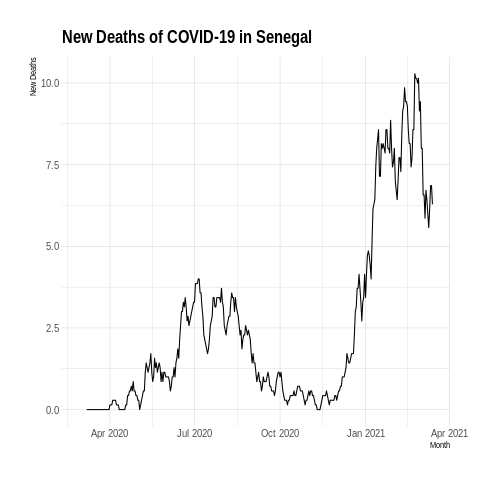 New Deaths of COVID-19 in Senegal
New Deaths
10.0
7.5
5.0
2.5
0.0
Apr 2020 Jul 2020 Oct 2020 Jan 2021 Apr 2021
Month